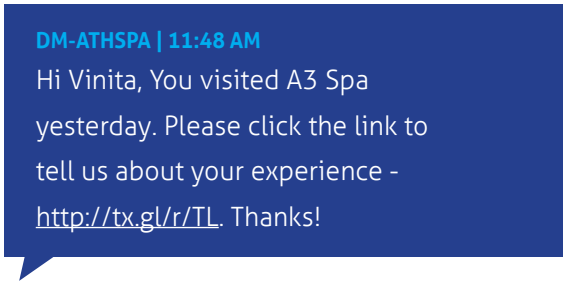 DM-ATHSPA | 11:48 AM
Hi Vinita, You visited A3 Spa
yesterday. Please click the link to
tell us about your experience -
http://tx.gl/r/TL. Thanks!